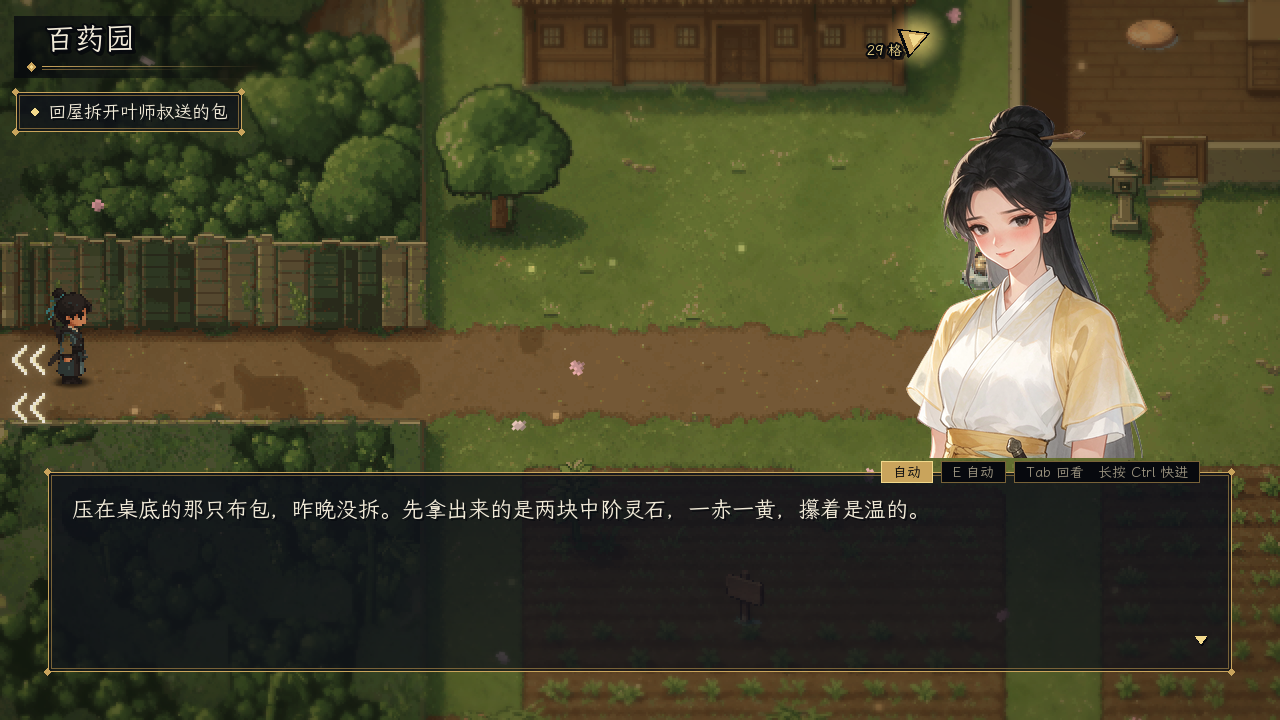 百药园
29 格
回屋拆开叶师叔送的包
自动
E 自动
Tab 回看 长按 Ctrl 快进
压在桌底的那只布包，昨晚没拆。先拿出来的是两块中阶灵石，一赤一黄，攥着是温的。